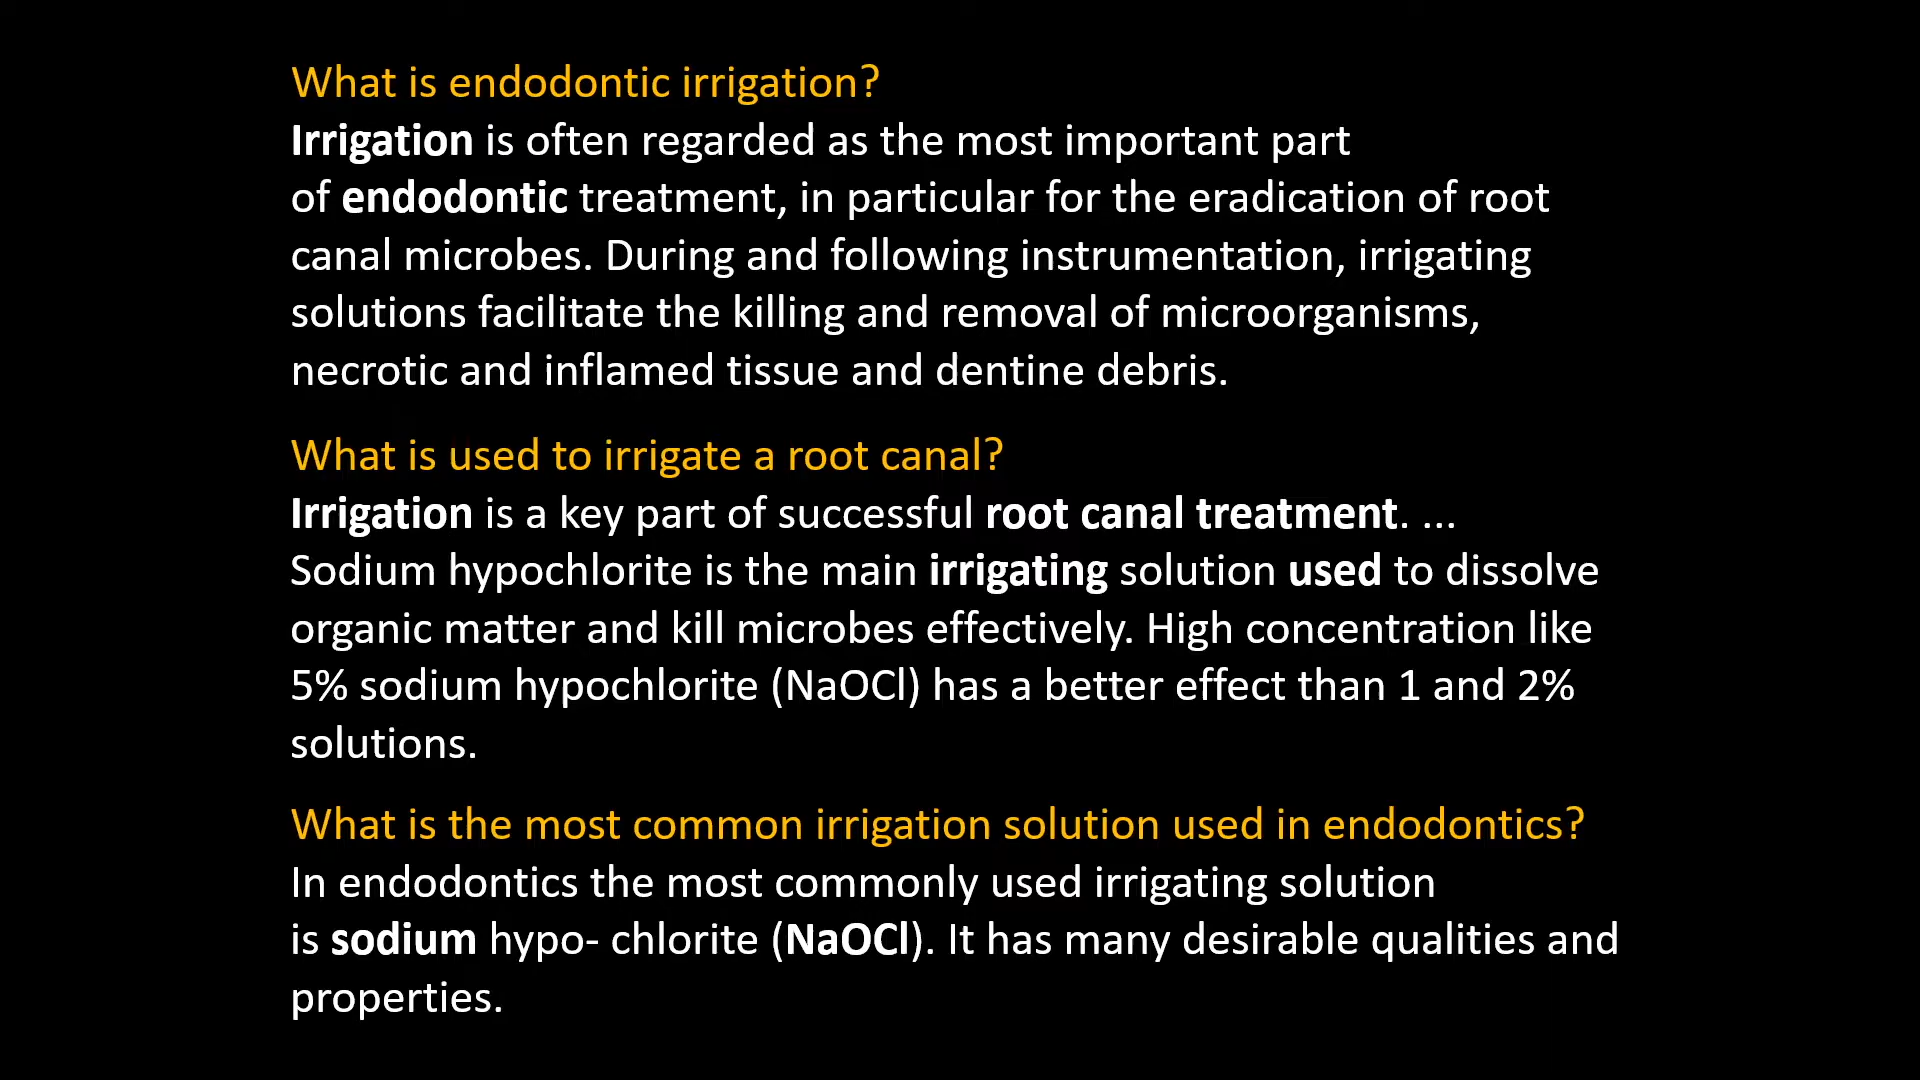 What is endodontic irrigation?
Irrigation is often regarded as the most important part
of endodontic treatment, in particular for the eradication of root
canal microbes. During and following instrumentation, irrigating
solutions facilitate the killing and removal of microorganisms,
necrotic and inflamed tissue and dentine debris.
What is used to irrigate a root canal?
Irrigation is a key part of successful root canal treatment. ...
Sodium hypochlorite is the main irrigating solution used to dissolve
organic matter and kill microbes effectively. High concentration like
5% sodium hypochlorite (NaOCl) has a better effect than 1 and 2%
solutions.
What is the most common irrigation solution used in endodontics?
In endodontics the most commonly used irrigating solution
is sodium hypo- chlorite (NaOCl). It has many desirable qualities and
properties.